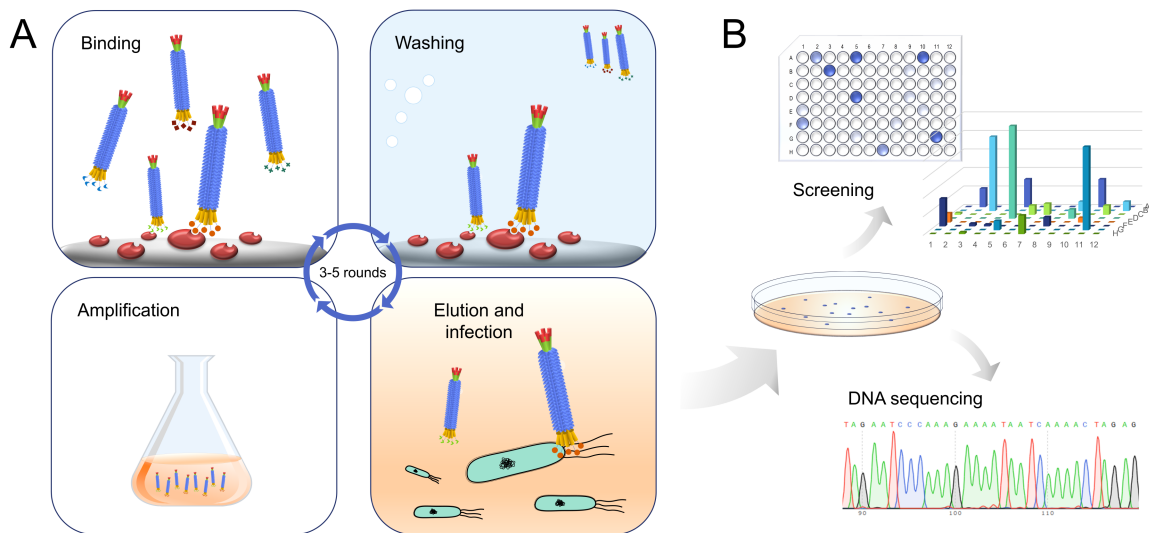 A
Binding
Washing
3-5 rounds
Amplification
Elution and
infection
B
1 2 3 4 5 6 7 8 9 10 11 12
A
B
C
D
E
F
G
H
Screening
1 2 3 4 5 6 7 8 9 10 11 12
H G F E D C B A
DNA sequencing
T A G A A T C C C A A A G A A A A T A A T C A A A A C T A G A G
90 100 110